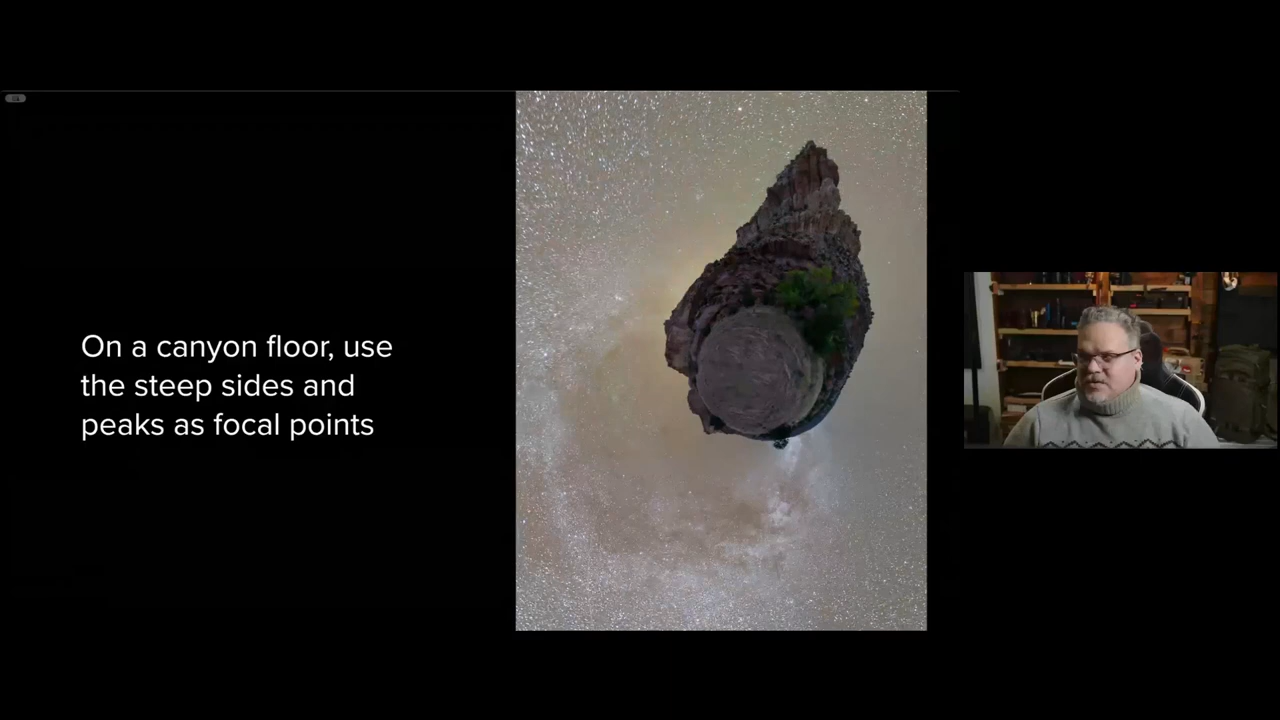 On a canyon floor, use
the steep sides and
peaks as focal points